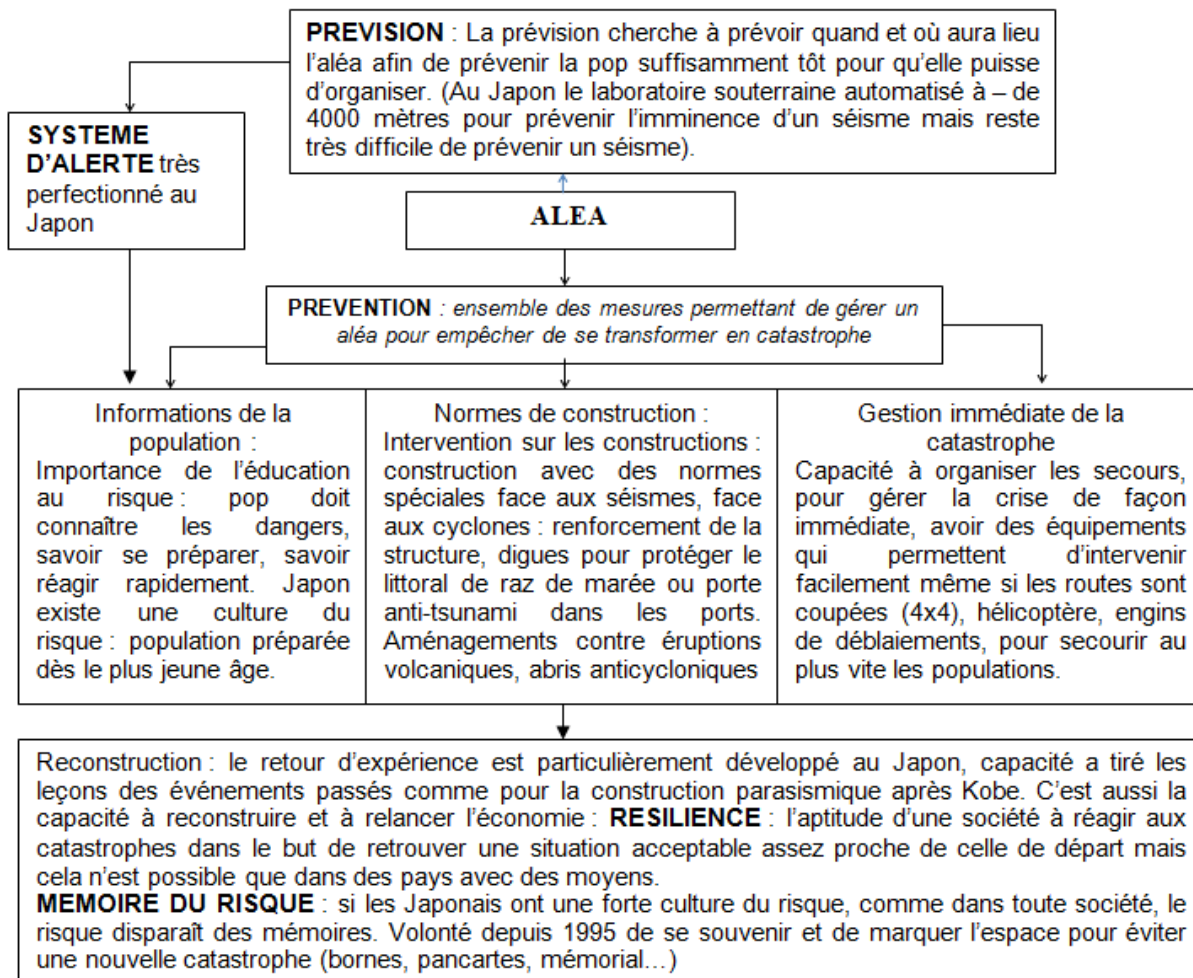 PREVISION : La prévision cherche à prévoir quand et où aura lieu
l'aléa afin de prévenir la pop suffisamment tôt pour qu'elle puisse
d'organiser. (Au Japon le laboratoire souterraine automatisé à – de
4000 mètres pour prévenir l'imminence d'un séisme mais reste
très difficile de prévenir un séisme).
SYSTEME
D'ALERTE très
perfectionné au
Japon
ALEA
PREVENTION : ensemble des mesures permettant de gérer un
aléa pour empêcher de se transformer en catastrophe
Informations de la
population :
Importance de l'éducation
au risque : pop doit
connaître les dangers,
savoir se préparer, savoir
réagir rapidement. Japon
existe une culture du
risque : population préparée
dès le plus jeune âge.
Normes de construction :
Intervention sur les constructions :
construction avec des normes
spéciales face aux séismes, face
aux cyclones : renforcement de la
structure, digues pour protéger le
littoral de raz de marée ou porte
anti-tsunami dans les ports.
Aménagements contre éruptions
volcaniques, abris anticycloniques
Gestion immédiate de la
catastrophe
Capacité à organiser les secours,
pour gérer la crise de façon
immédiate, avoir des équipements
qui permettent d'intervenir
facilement même si les routes sont
coupées (4x4), hélicoptère, engins
de déblaiements, pour secourir au
plus vite les populations.
Reconstruction : le retour d'expérience est particulièrement développé au Japon, capacité a tiré les
leçons des événements passés comme pour la construction parasismique après Kobe. C'est aussi la
capacité à reconstruire et à relancer l'économie : RESILIENCE : l'aptitude d'une société à réagir aux
catastrophes dans le but de retrouver une situation acceptable assez proche de celle de départ mais
cela n'est possible que dans des pays avec des moyens.
MEMOIRE DU RISQUE : si les Japonais ont une forte culture du risque, comme dans toute société, le
risque disparaît des mémoires. Volonté depuis 1995 de se souvenir et de marquer l'espace pour éviter
une nouvelle catastrophe (bornes, pancartes, mémorial…)